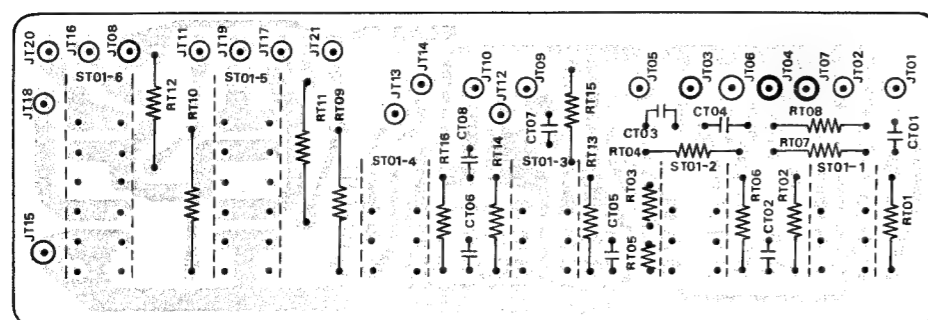 JT20
JT16
JT08
JT11
JT19
JT17
JT21
JT14
JT10
JT12
JT09
JT05
JT03
JT06
JT04
JT07
JT02
JT01
ST01-6
RT12
ST01-5
JT18
RT10
RT11
RT09
JT13
CT08
CT07
RT15
CT04
RT08
CT03
CT01
RT04
RT07
ST01-4
RT16
RT14
ST01-3
RT13
ST01-2
ST01-1
RT03
RT06
RT02
JT15
CT06
CT05
RT05
CT02
RT01